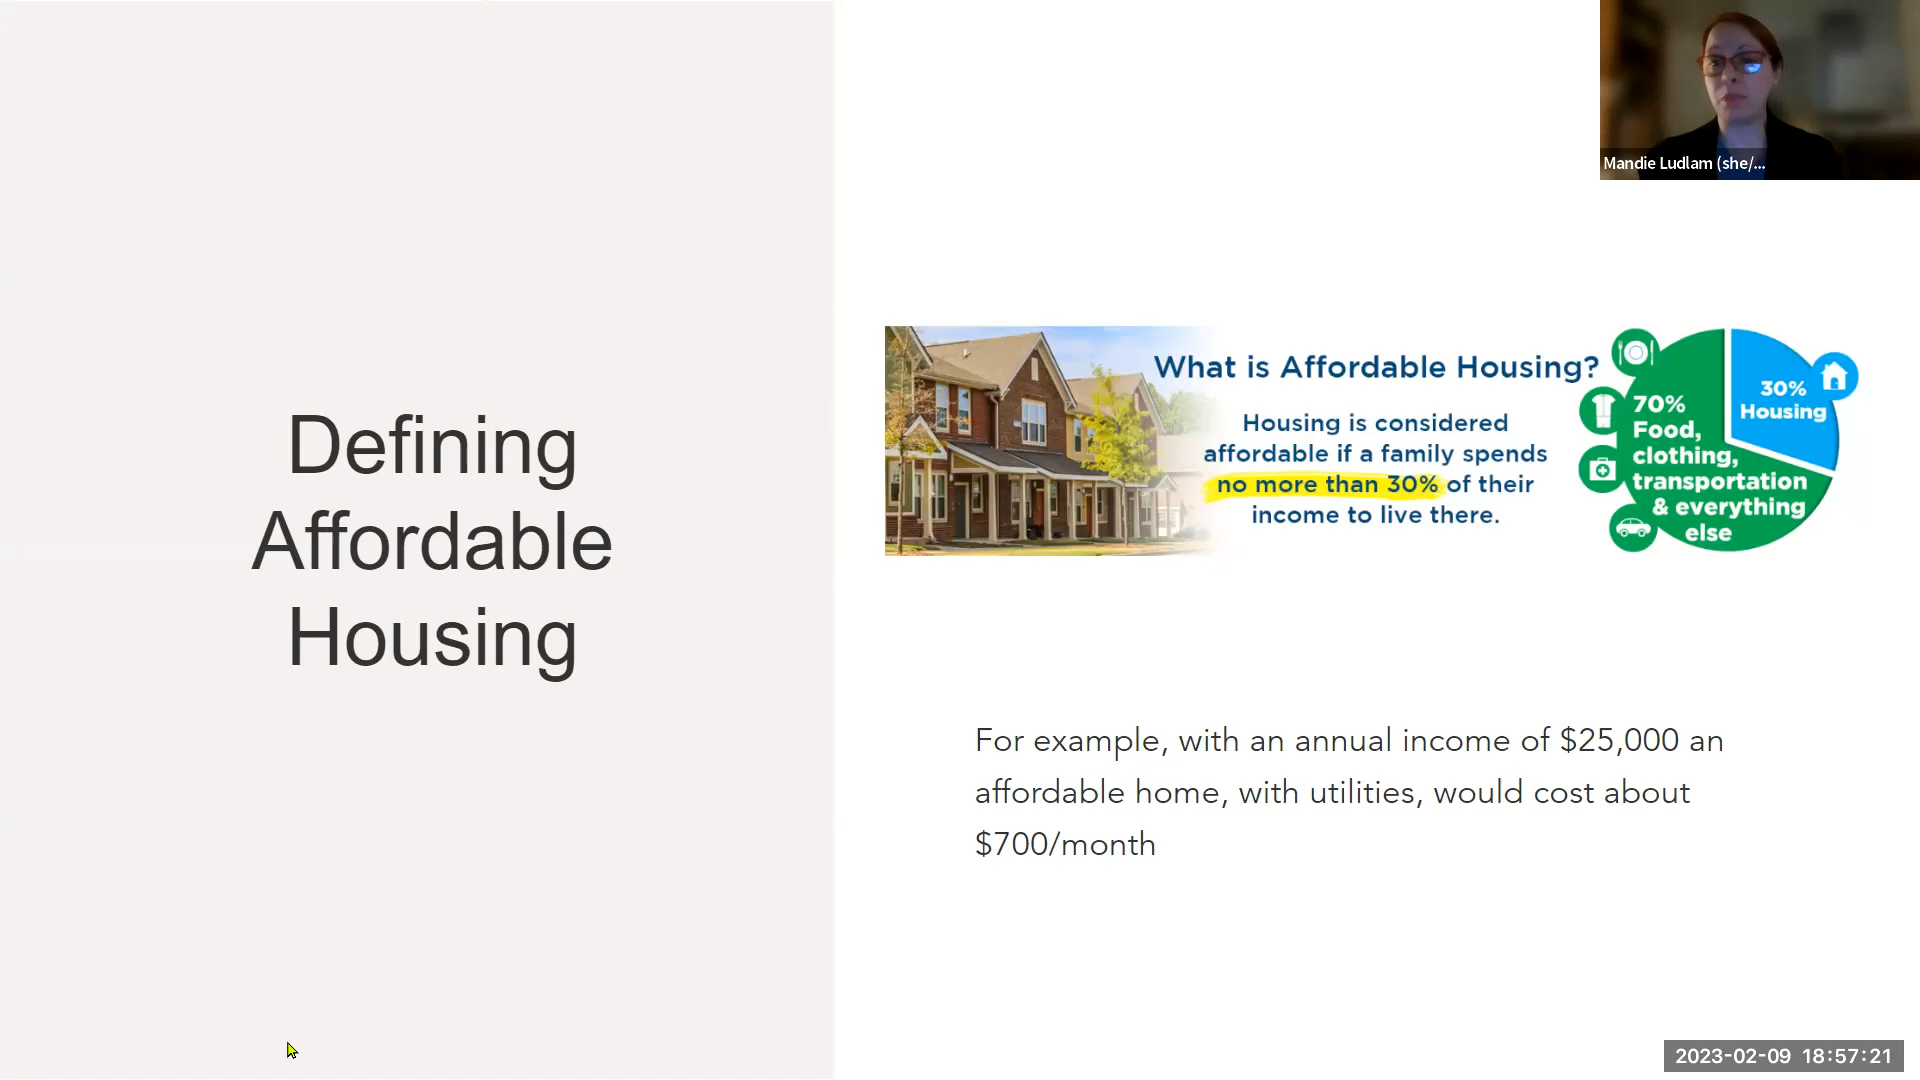 Defining
Affordable
Housing
Mandie Ludlam (she/...
What is Affordable Housing?
Housing is considered
affordable if a family spends
no more than 30% of their
income to live there.
30%
Housing
70%
Food,
clothing,
transportation
& everything
else
For example, with an annual income of $25,000 an
affordable home, with utilities, would cost about
$700/month
2023-02-09 18:57:21